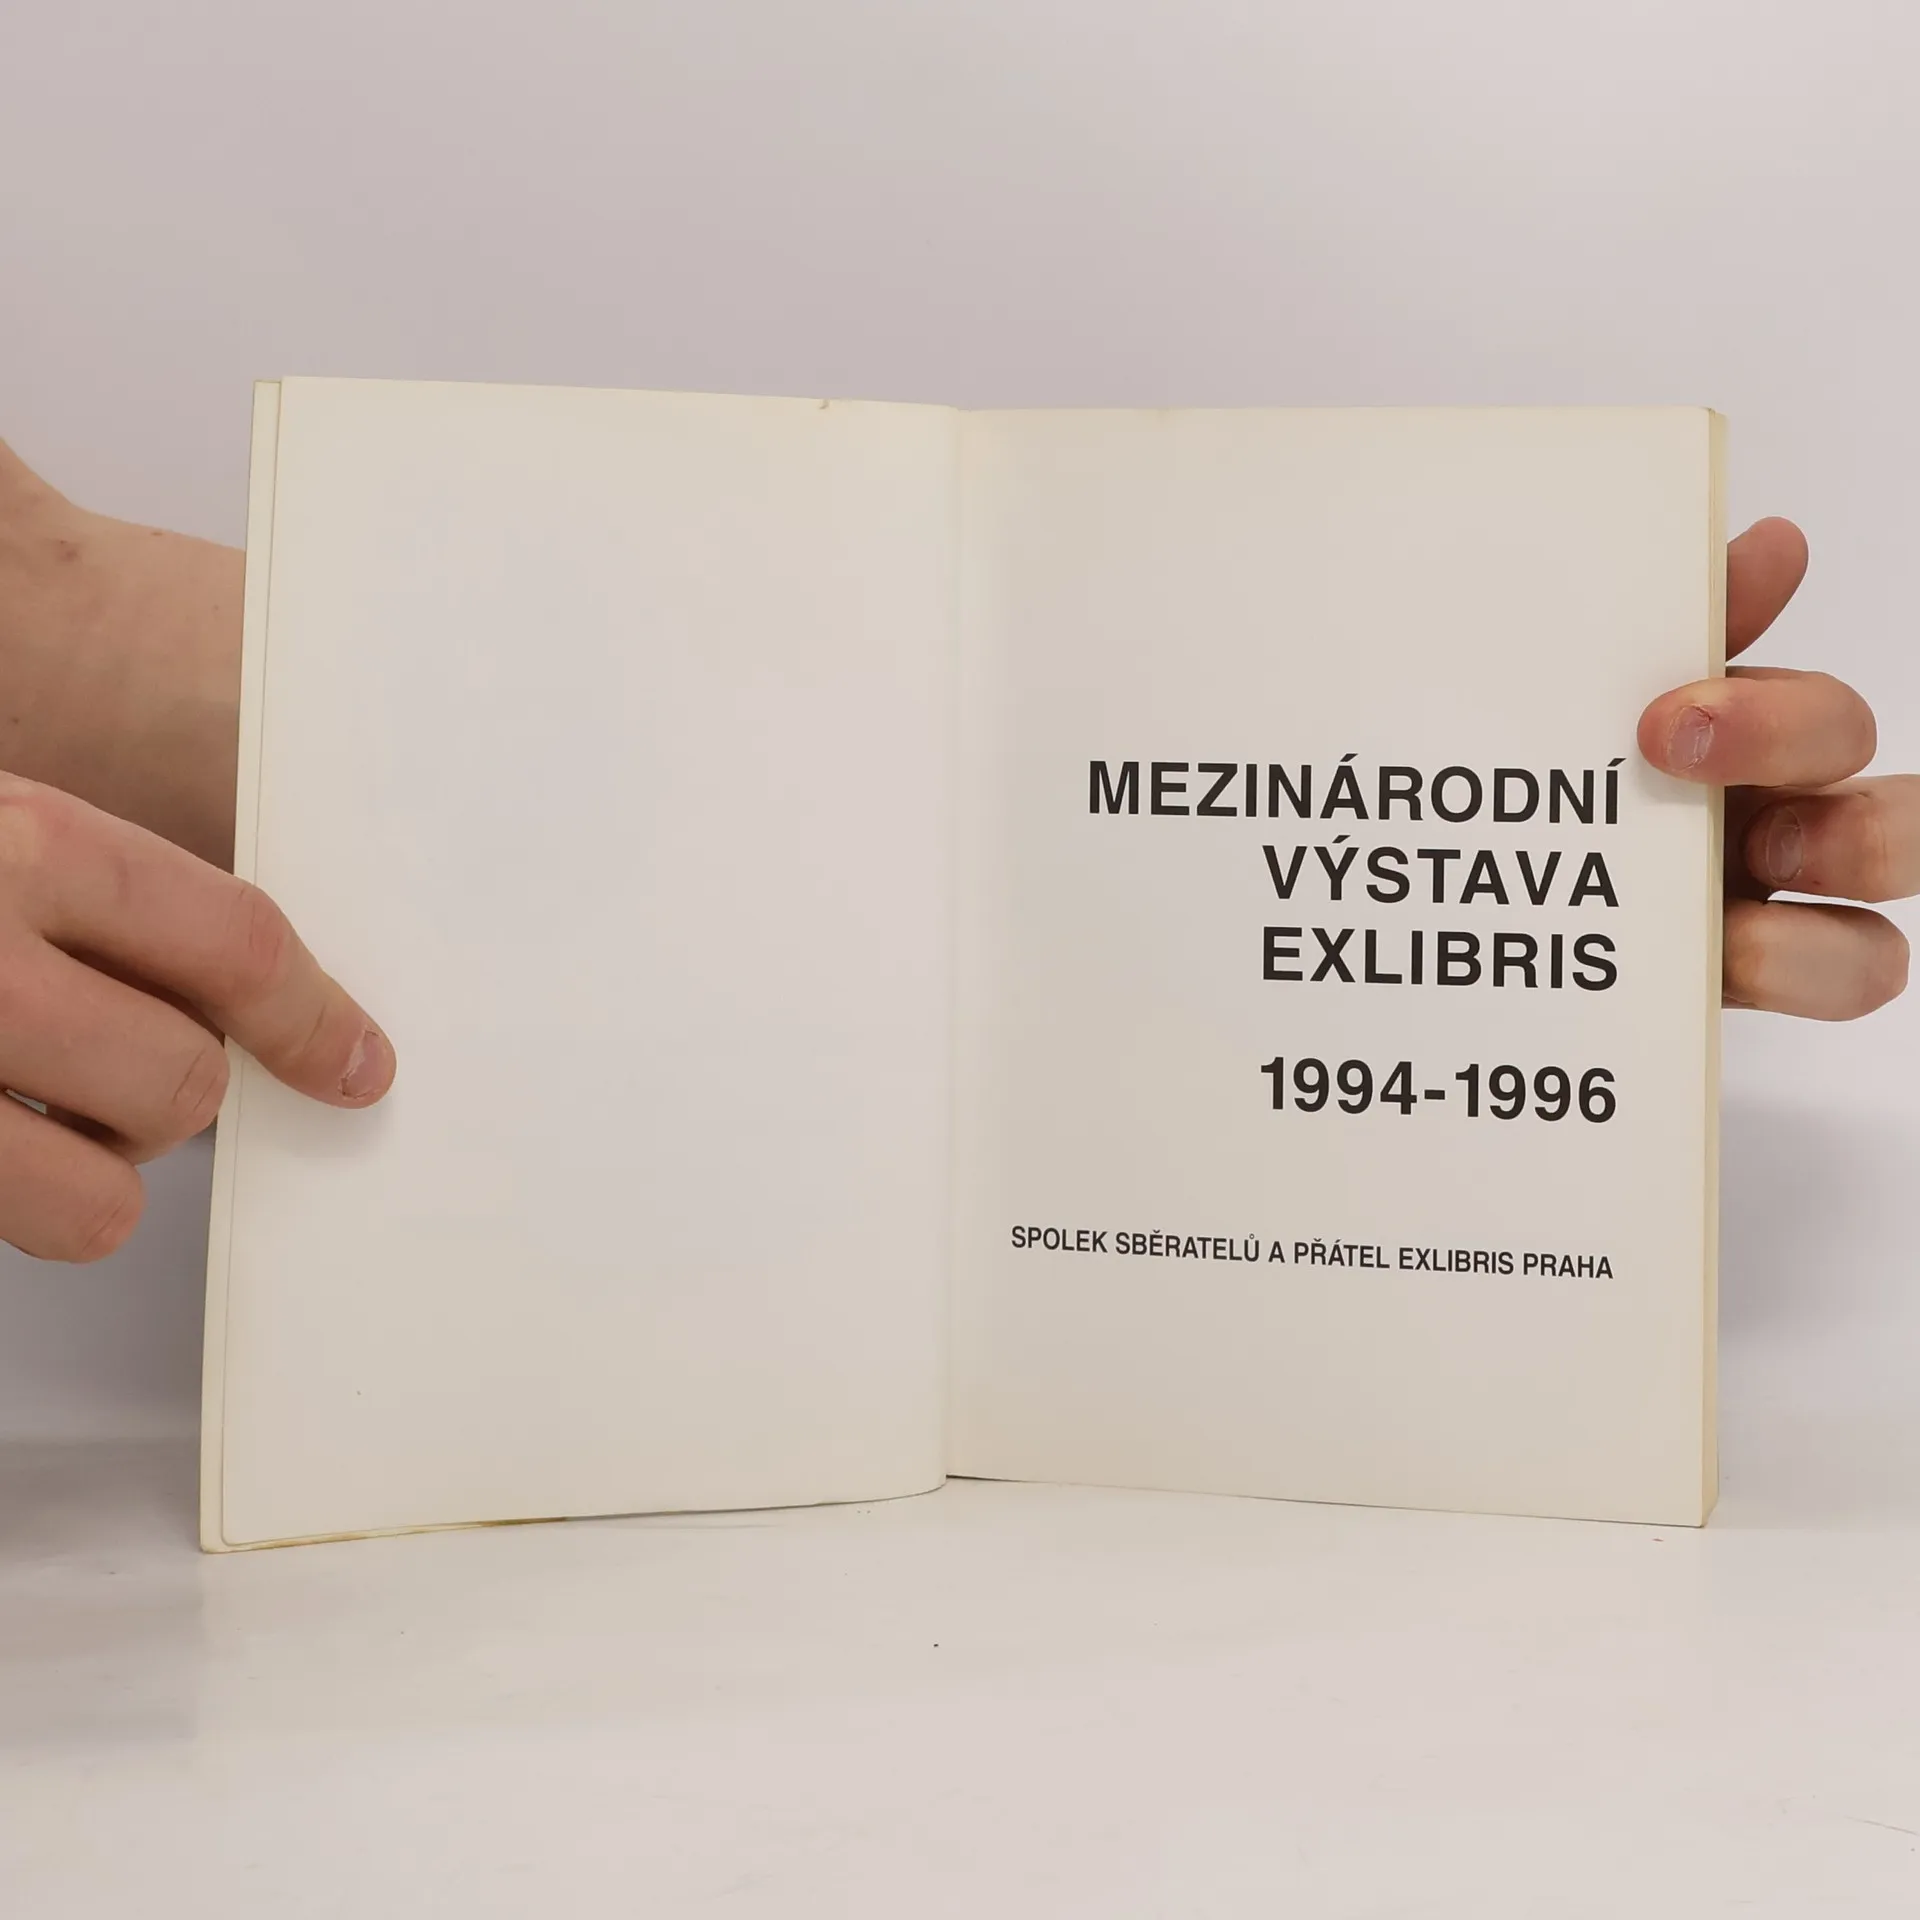 MEZINÁRODNÍ
VÝSTAVA
EXLIBRIS
1994-1996
SPOLEK SBĚRATELŮ A PŘÁTEL EXLIBRIS PRAHA